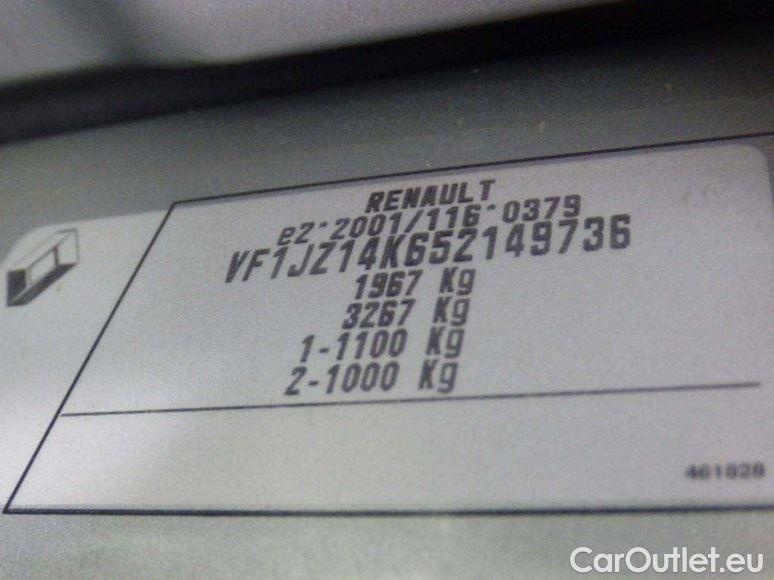 RENAULT
e2*2001/116*0379
VF1JZ14K652149736
1967 Kg
3267 Kg
1-1100 Kg
2-1000 Kg
461828
CarOutlet.eu